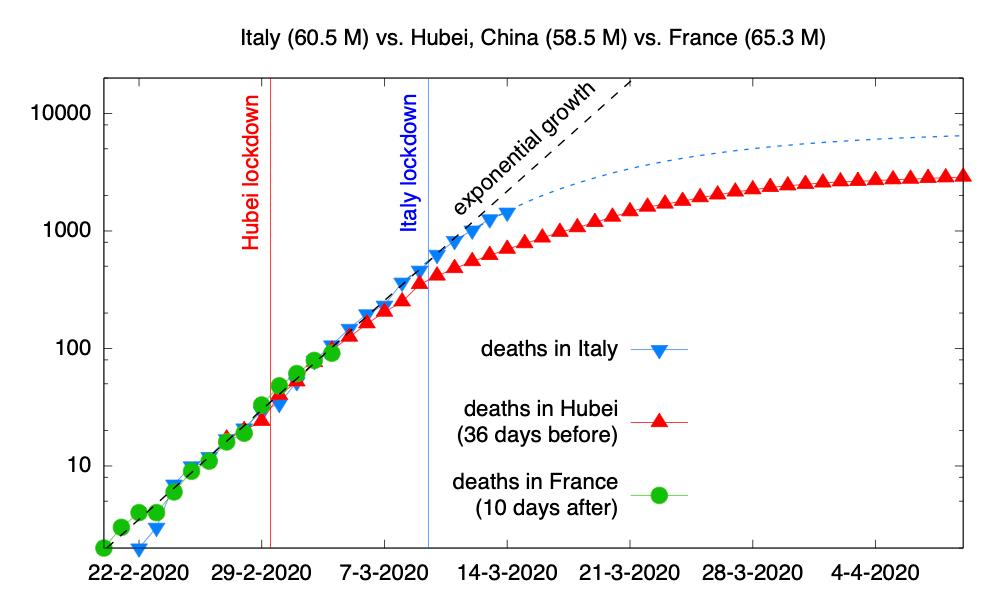 Italy (60.5 M) vs. Hubei, China (58.5 M) vs. France (65.3 M)
10000
1000
100
10
Hubei lockdown
Italy lockdown
exponential growth
deaths in Italy
deaths in Hubei
(36 days before)
deaths in France
(10 days after)
22-2-2020 29-2-2020 7-3-2020 14-3-2020 21-3-2020 28-3-2020 4-4-2020